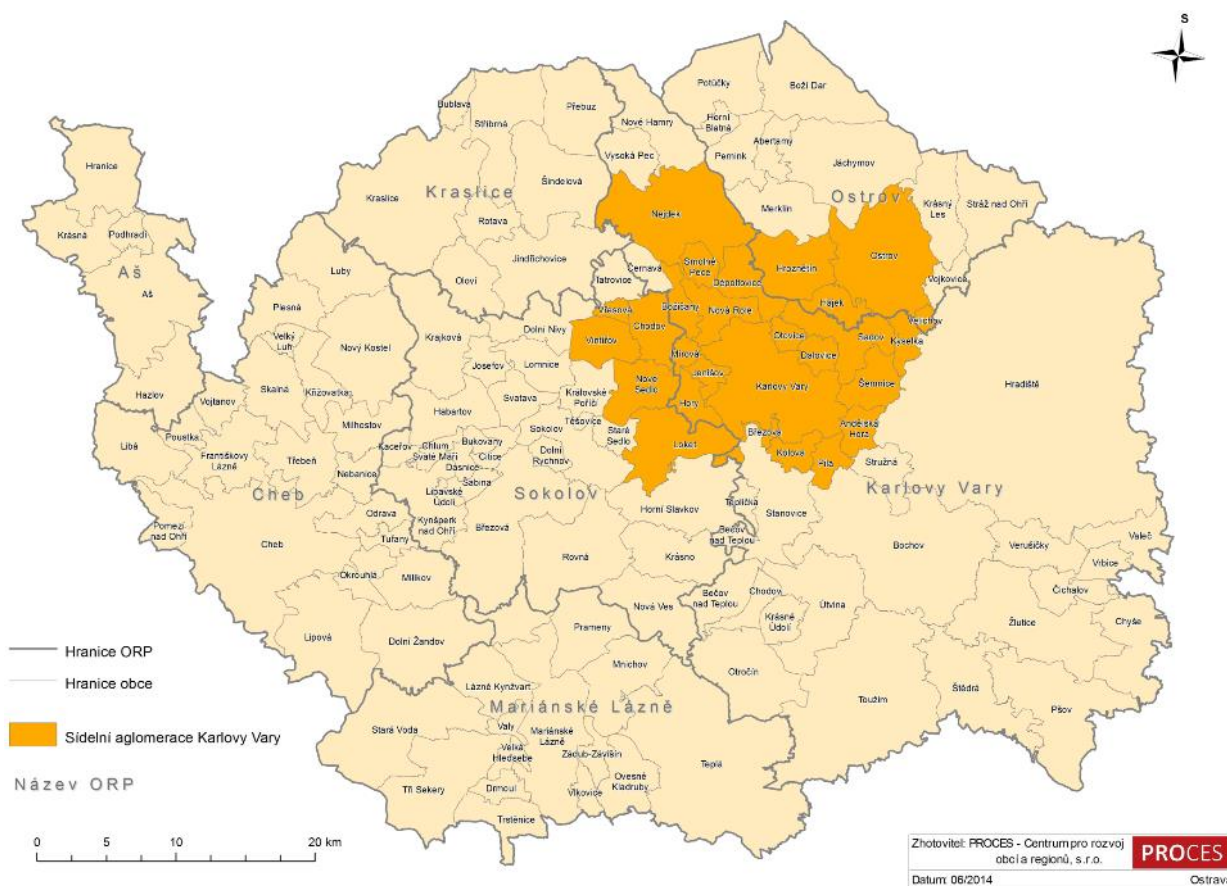 S
Potůčky
Boží Dar
Bublava
Stříbrná
Přebuz
Nové Hamry
Horní
Blatná
Abertamy
Hranice
Vysoká Pec
Pernink
Jáchymov
Šindelová
Kraslice
Kraslice
Ostrov
Krásný
Les
Stráž nad Ohří
Merklín
Nejdek
Rotava
Krásná
Podhradí
Ostrov
Jindřichovice
Smolné
Pece
Hroznětín
Aš
Luby
Černava
Oloví
Tatrovice
Depoltovice
Vojkovice
Aš
Plesná
Hájek
Božičany
Nová Role
Vřesová
Velichov
Chodov
Dolní Nivy
Krajková
Velký
Luh
Nový Kostel
Vintířov
Otovice
Sadov
Kyselka
Mírová
Dalovice
Josefov
Lomnice
Jenišov
Hazlov
Skalná
Křižovatka
Nové
Sedlo
Karlovy Vary
Šemnice
Hradiště
Vojtanov
Svatava
Královské
Poříčí
Habartov
Hory
Milhostov
Těšovice
Andělská
Hora
Libá
Poustka
Sokolov
Staré
Sedlo
Březová
Františkovy
Lázně
Třebeň
Kaceřov
Chlum
Svaté Maří
Bukovany
Citice
Dolní
Rychnov
Loket
Kolová
Pila
Stružná
Nebanice
Dasnice
Šabina
Cheb
Sokolov
Karlovy Vary
Libavské
Údolí
Horní Slavkov
Teplička
Stanovice
Odrava
Kynšperk
nad Ohří
Březová
Pomezí
nad Ohří
Cheb
Tuřany
Bečov
nad Teplou
Bochov
Verušičky
Valeč
Rovná
Krásno
Vrbice
Okrouhlá
Milíkov
Čichalov
Nová Ves
Bečov
nad Teplou
Chodov
Útvina
Krásné
Údolí
Žlutice
Chyše
Lipová
Dolní Žandov
Prameny
Hranice ORP
Mnichov
Otročín
Hranice obce
Lázně Kynžvart
Toužim
Štědrá
Mariánské Lázně
Pšov
Stará Voda
Valy
Mariánské
Lázně
Sídelní aglomerace Karlovy Vary
Velká
Hleďsebe
Zádub-Závišín
Teplá
Název ORP
Tři Sekery
Drmoul
Vlkovice
Ovesné
Kladruby
Trstěnice
0 5 10 20 km
Zhotovitel: PROCES - Centrum pro rozvoj
obcí a regionů, s.r.o.
PROCES
Datum: 06/2014
Ostrava